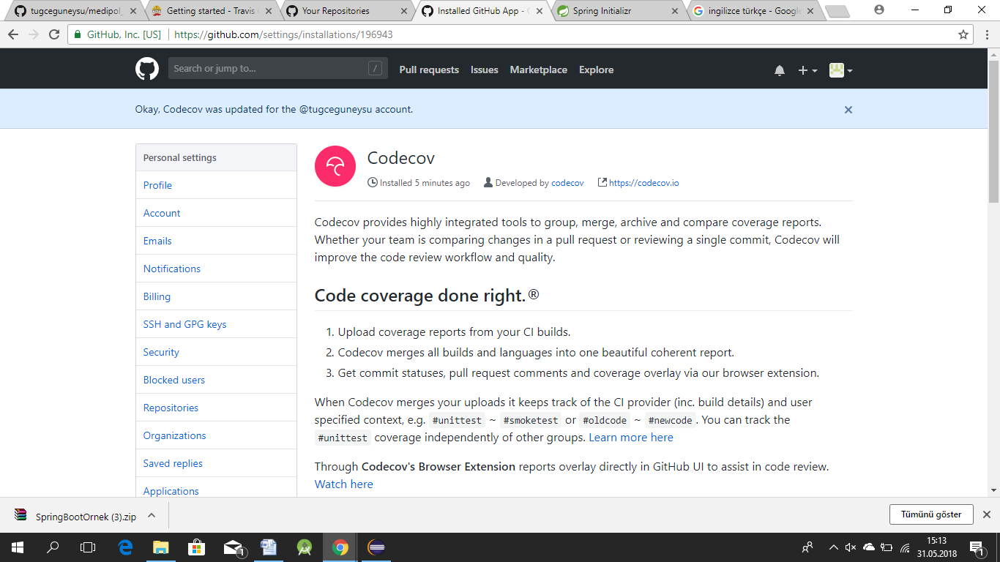 tugceguneysu/medipol_
Getting started - Travis
Your Repositories
Installed GitHub App -
Spring Initializr
ingilizce türkçe - Google
GitHub, Inc. [US]
https://github.com/settings/installations/196943
Search or jump to...
/
Pull requests
Issues
Marketplace
Explore
Okay, Codecov was updated for the @tugceguneysu account.
Personal settings
Profile
Account
Emails
Notifications
Billing
SSH and GPG keys
Security
Blocked users
Repositories
Organizations
Saved replies
Applications
Codecov
Installed 5 minutes ago
Developed by codecov
https://codecov.io
Codecov provides highly integrated tools to group, merge, archive and compare coverage reports.
Whether your team is comparing changes in a pull request or reviewing a single commit, Codecov will
improve the code review workflow and quality.
Code coverage done right.®
1. Upload coverage reports from your CI builds.
2. Codecov merges all builds and languages into one beautiful coherent report.
3. Get commit statuses, pull request comments and coverage overlay via our browser extension.
When Codecov merges your uploads it keeps track of the CI provider (inc. build details) and user
specified context, e.g. #unittest ~ #smoketest or #oldcode ~ #newcode. You can track the
#unittest coverage independently of other groups. Learn more here
Through Codecov's Browser Extension reports overlay directly in GitHub UI to assist in code review.
Watch here
SpringBootOrnek (3).zip
Tümünü göster
1
15:13
31.05.2018
1